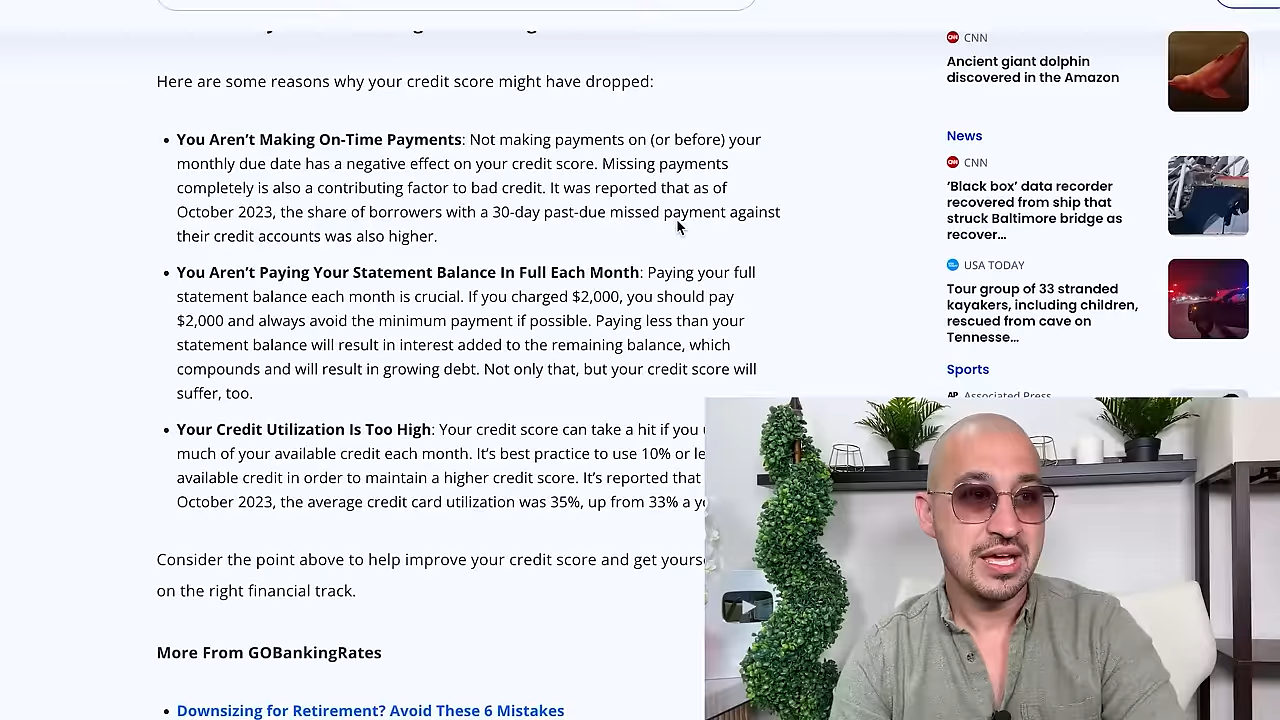 Here are some reasons why your credit score might have dropped:
• You Aren’t Making On-Time Payments: Not making payments on (or before) your
monthly due date has a negative effect on your credit score. Missing payments
completely is also a contributing factor to bad credit. It was reported that as of
October 2023, the share of borrowers with a 30-day past-due missed payment against
their credit accounts was also higher.
• You Aren’t Paying Your Statement Balance In Full Each Month: Paying your full
statement balance each month is crucial. If you charged $2,000, you should pay
$2,000 and always avoid the minimum payment if possible. Paying less than your
statement balance will result in interest added to the remaining balance, which
compounds and will result in growing debt. Not only that, but your credit score will
suffer, too.
• Your Credit Utilization Is Too High: Your credit score can take a hit if you
much of your available credit each month. It’s best practice to use 10% or
available credit in order to maintain a higher credit score. It’s reported that
October 2023, the average credit card utilization was 35%, up from 33% a
Consider the point above to help improve your credit score and get
on the right financial track.
More From GOBankingRates
• Downsizing for Retirement? Avoid These 6 Mistakes
CNN
Ancient giant dolphin
discovered in the Amazon
News
CNN
‘Black box’ data recorder
recovered from ship that
struck Baltimore bridge as
recover…
USA TODAY
Tour group of 33 stranded
kayakers, including children,
rescued from cave on
Tennesse…
Sports
AP Associated Press